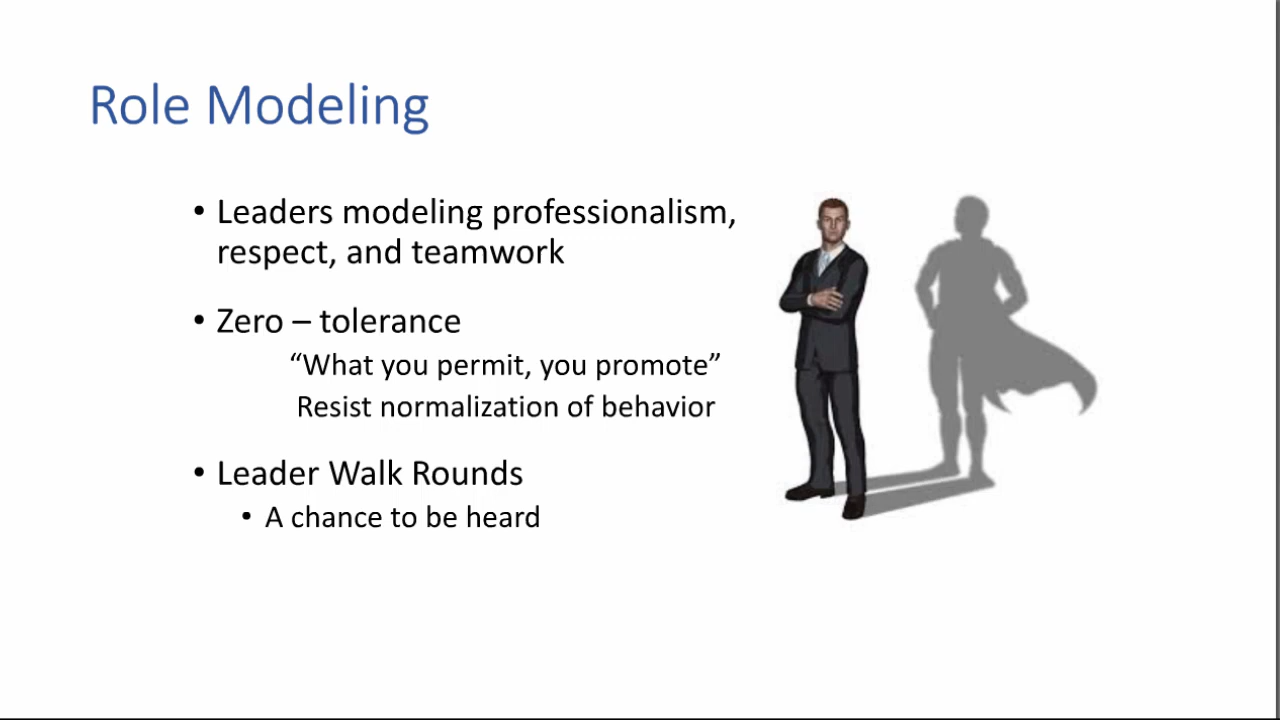 Role Modeling
• Leaders modeling professionalism,
respect, and teamwork
• Zero – tolerance
“What you permit, you promote”
Resist normalization of behavior
• Leader Walk Rounds
• A chance to be heard